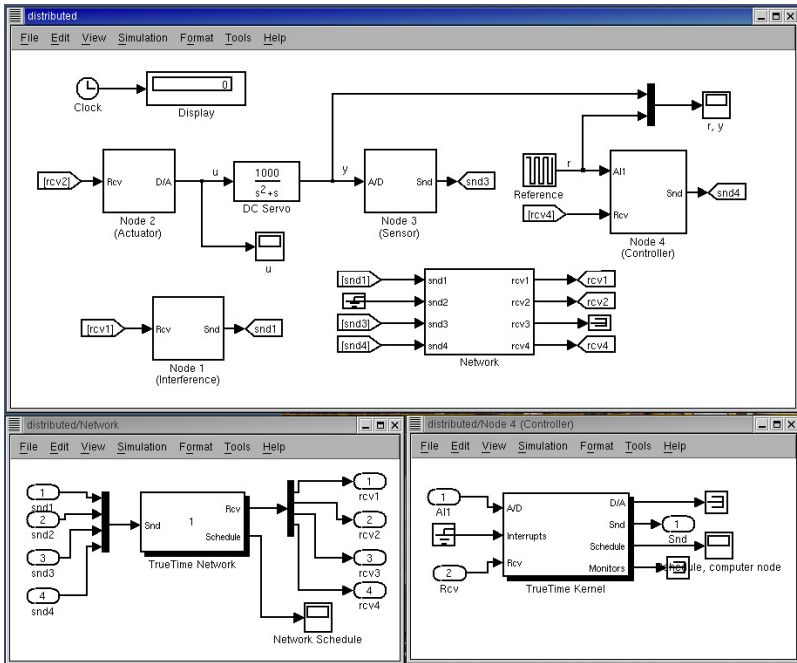 distributed
File Edit View Simulation Format Tools Help
Clock
0
Display
r, y
[rcv2]
Rcv D/A
Node 2
(Actuator)
u
1000
s²+s
DC Servo
y
A/D Snd
Node 3
(Sensor)
snd3
Reference
r
AI1
Snd
Rcv
[rcv4]
snd4
Node 4
(Controller)
u
[rcv1]
Rcv Snd
snd1
Node 1
(Interference)
[snd1] snd1 rcv1 rcv1
snd2 rcv2 rcv2
[snd3] snd3 rcv3
[snd4] snd4 rcv4 rcv4
Network
distributed/Network
File Edit View Simulation Format Tools Help
1
snd1
2
snd2
3
snd3
4
snd4
1
Snd
Rcv
Schedule
TrueTime Network
1
rcv1
2
rcv2
3
rcv3
4
rcv4
Network Schedule
distributed/Node 4 (Controller)
File Edit View Simulation Format Tools Help
1
AI1
2
Rcv
A/D
Interrupts
Rcv
D/A
Snd
Schedule
Monitors
TrueTime Kernel
1
Snd
Schedule, computer node